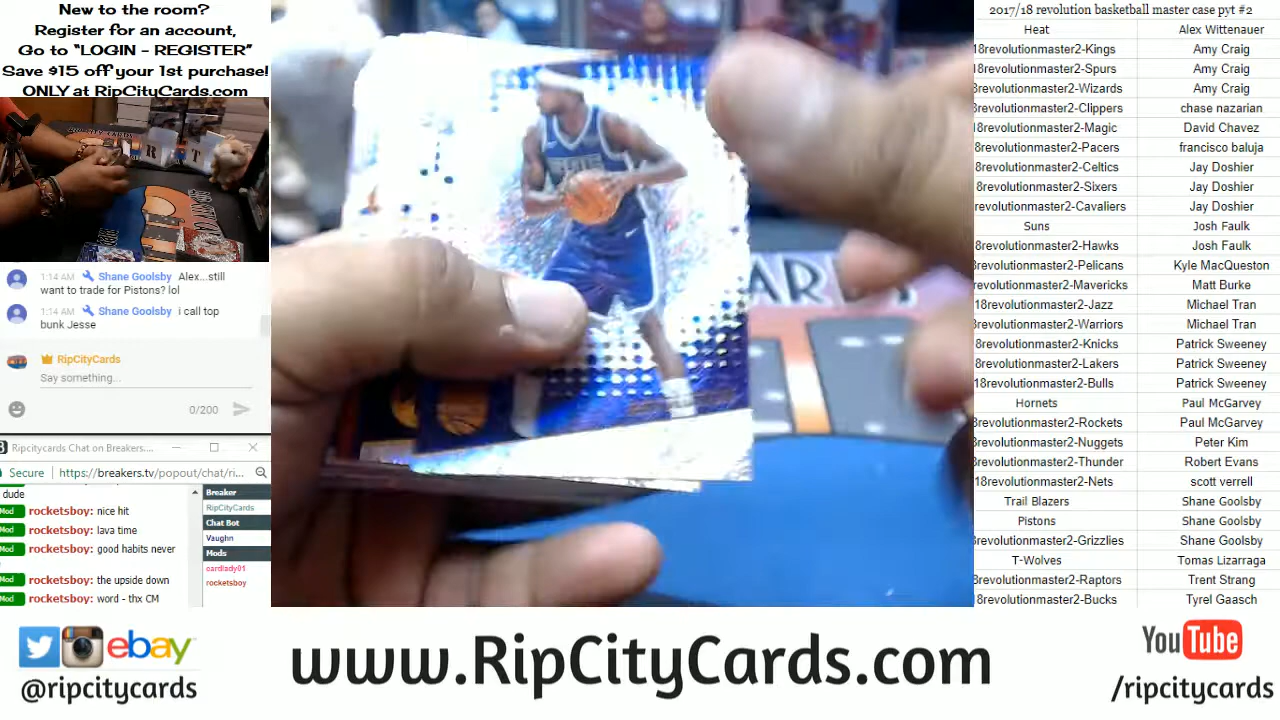 New to the room?
Register for an account,
Go to “LOGIN - REGISTER”
Save $15 off your 1st purchase!
ONLY at RipCityCards.com
1:14 AM Shane Goolsby Alex...still
want to trade for Pistons? lol
1:14 AM Shane Goolsby i call top
bunk Jesse
RipCityCards
Say something...
0/200
Ripcitycards Chat on Breakers....
Secure https://breakers.tv/popout/chat/ri...
dude
Mod rocketsboy: nice hit
Mod rocketsboy: lava time
Mod rocketsboy: good habits never
Mod rocketsboy: the upside down
Mod rocketsboy: word - thx CM
Breaker
RipCityCards
Chat Bot
Vaughn
Mods
cardlady01
rocketsboy
2017/18 revolution basketball master case pyt #2
Heat Alex Wittenauer
18revolutionmaster2-Kings Amy Craig
18revolutionmaster2-Spurs Amy Craig
8revolutionmaster2-Wizards Amy Craig
8revolutionmaster2-Clippers chase nazarian
18revolutionmaster2-Magic David Chavez
8revolutionmaster2-Pacers francisco baluja
8revolutionmaster2-Celtics Jay Doshier
8revolutionmaster2-Sixers Jay Doshier
revolutionmaster2-Cavaliers Jay Doshier
Suns Josh Faulk
8revolutionmaster2-Hawks Josh Faulk
8revolutionmaster2-Pelicans Kyle MacQueston
revolutionmaster2-Mavericks Matt Burke
18revolutionmaster2-Jazz Michael Tran
revolutionmaster2-Warriors Michael Tran
8revolutionmaster2-Knicks Patrick Sweeney
8revolutionmaster2-Lakers Patrick Sweeney
18revolutionmaster2-Bulls Patrick Sweeney
Hornets Paul McGarvey
8revolutionmaster2-Rockets Paul McGarvey
revolutionmaster2-Nuggets Peter Kim
revolutionmaster2-Thunder Robert Evans
18revolutionmaster2-Nets scott verrell
Trail Blazers Shane Goolsby
Pistons Shane Goolsby
revolutionmaster2-Grizzlies Shane Goolsby
T-Wolves Tomas Lizarraga
revolutionmaster2-Raptors Trent Strang
8revolutionmaster2-Bucks Tyrel Gaasch
ebay
@ripcitycards
www.RipCityCards.com
YouTube
/ripcitycards